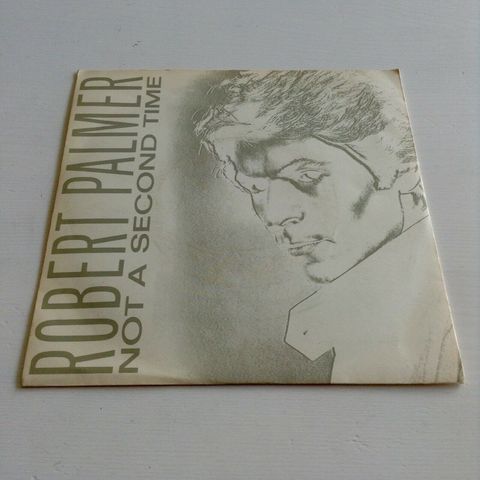 ROBERT PALMER
NOT A SECOND TIME